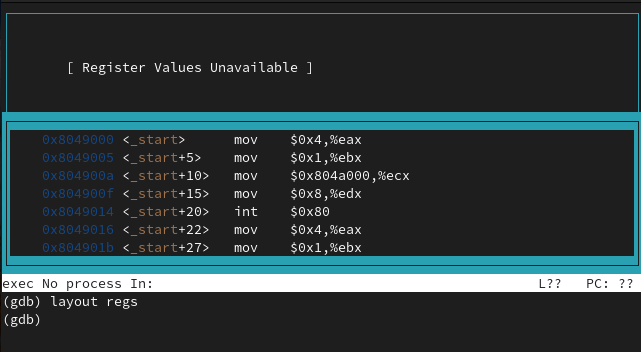 [ Register Values Unavailable ]
0x8049000 <_start> mov $0x4,%eax
0x8049005 <_start+5> mov $0x1,%ebx
0x804900a <_start+10> mov $0x804a000,%ecx
0x804900f <_start+15> mov $0x8,%edx
0x8049014 <_start+20> int $0x80
0x8049016 <_start+22> mov $0x4,%eax
0x804901b <_start+27> mov $0x1,%ebx
exec No process In: L?? PC: ??
(gdb) layout regs
(gdb)